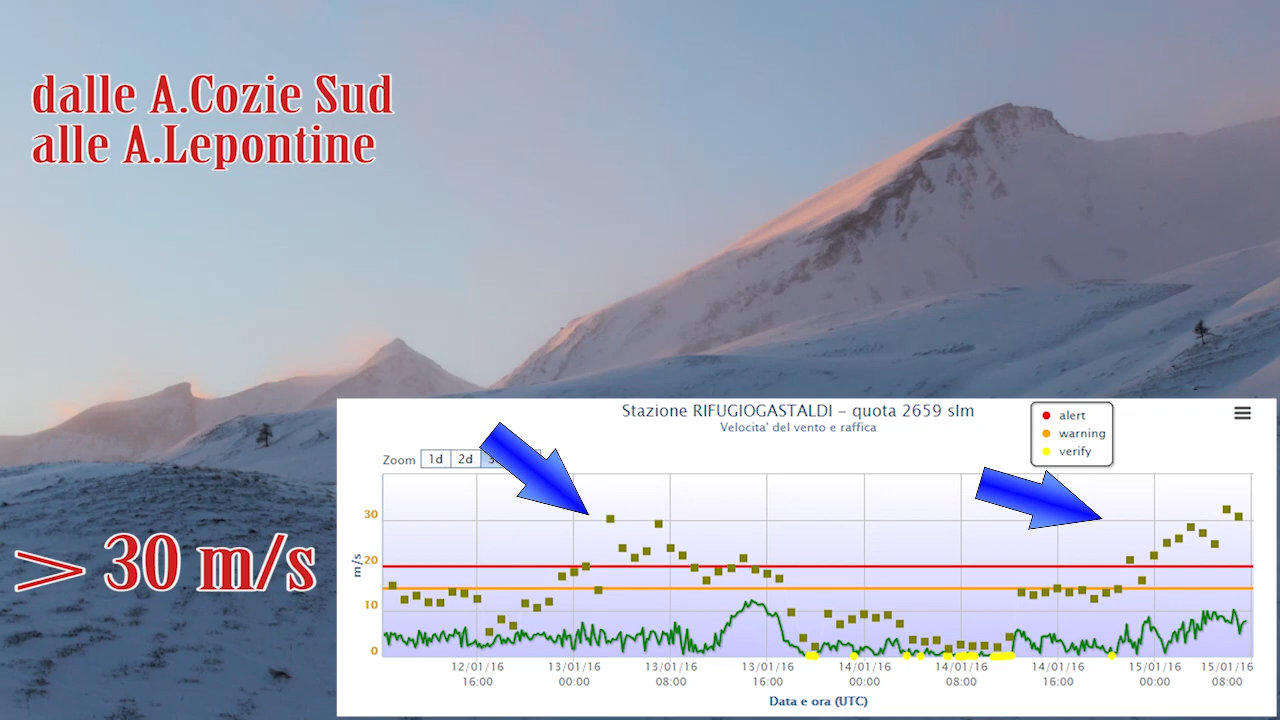 dalle A.Cozie Sud
alle A.Lepontine
> 30 m/s
Stazione RIFUGIOGASTALDI – quota 2659 slm
Velocita' del vento e raffica
alert
warning
verify
Zoom 1d 2d
m/s
30
20
10
0
12/01/16 13/01/16 13/01/16 13/01/16 14/01/16 14/01/16 14/01/16 15/01/16 15/01/16
16:00 00:00 08:00 16:00 00:00 08:00 16:00 00:00 08:00
Data e ora (UTC)